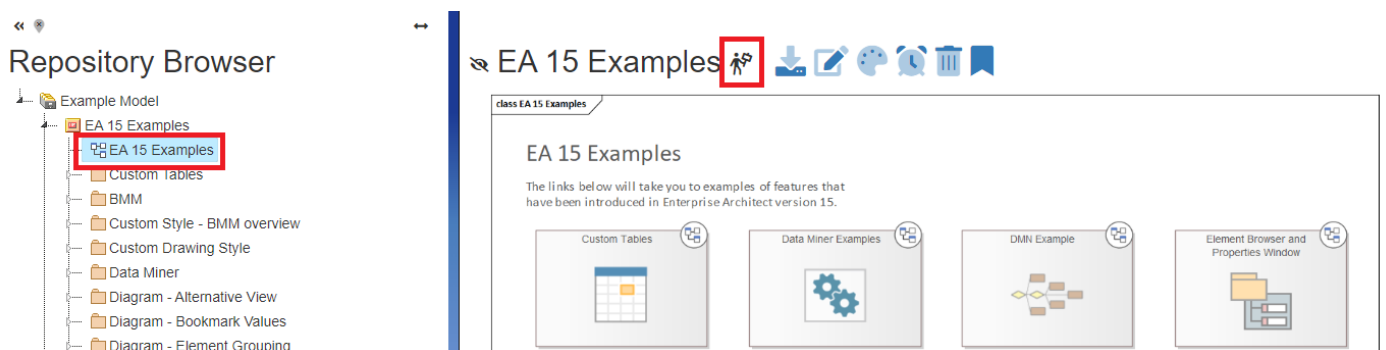 Repository Browser
Example Model
EA 15 Examples
EA 15 Examples
Custom Tables
BMM
Custom Style - BMM overview
Custom Drawing Style
Data Miner
Diagram - Alternative View
Diagram - Bookmark Values
Diagram - Element Grouping
EA 15 Examples
class EA 15 Examples
EA 15 Examples
The links below will take you to examples of features that
have been introduced in Enterprise Architect version 15.
Custom Tables
Data Miner Examples
DMN Example
Element Browser and
Properties Window